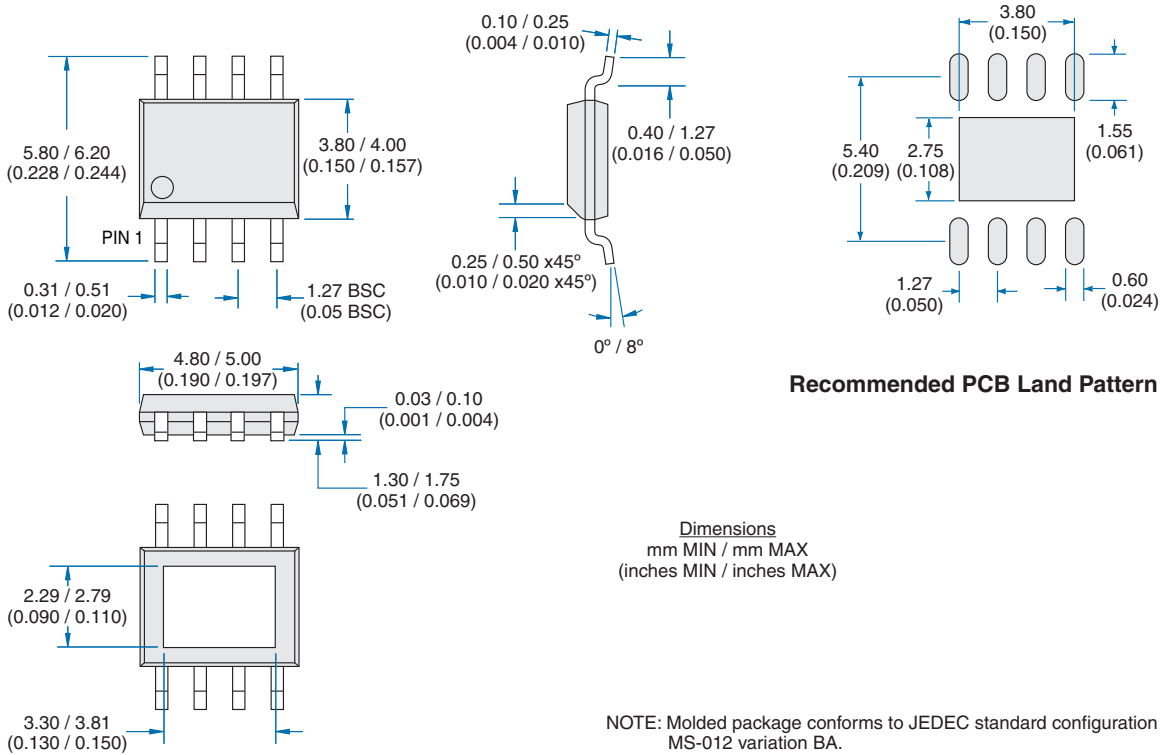 0.10 / 0.25
(0.004 / 0.010)
3.80
(0.150)
5.80 / 6.20
(0.228 / 0.244)
3.80 / 4.00
(0.150 / 0.157)
0.40 / 1.27
(0.016 / 0.050)
1.55
(0.061)
5.40
(0.209)
2.75
(0.108)
PIN 1
0.25 / 0.50 x45º
(0.010 / 0.020 x45º)
0.31 / 0.51
(0.012 / 0.020)
1.27 BSC
(0.05 BSC)
1.27
(0.050)
0.60
(0.024)
0º / 8º
4.80 / 5.00
(0.190 / 0.197)
Recommended PCB Land Pattern
0.03 / 0.10
(0.001 / 0.004)
1.30 / 1.75
(0.051 / 0.069)
Dimensions
mm MIN / mm MAX
(inches MIN / inches MAX)
2.29 / 2.79
(0.090 / 0.110)
3.30 / 3.81
(0.130 / 0.150)
NOTE: Molded package conforms to JEDEC standard configuration
MS-012 variation BA.